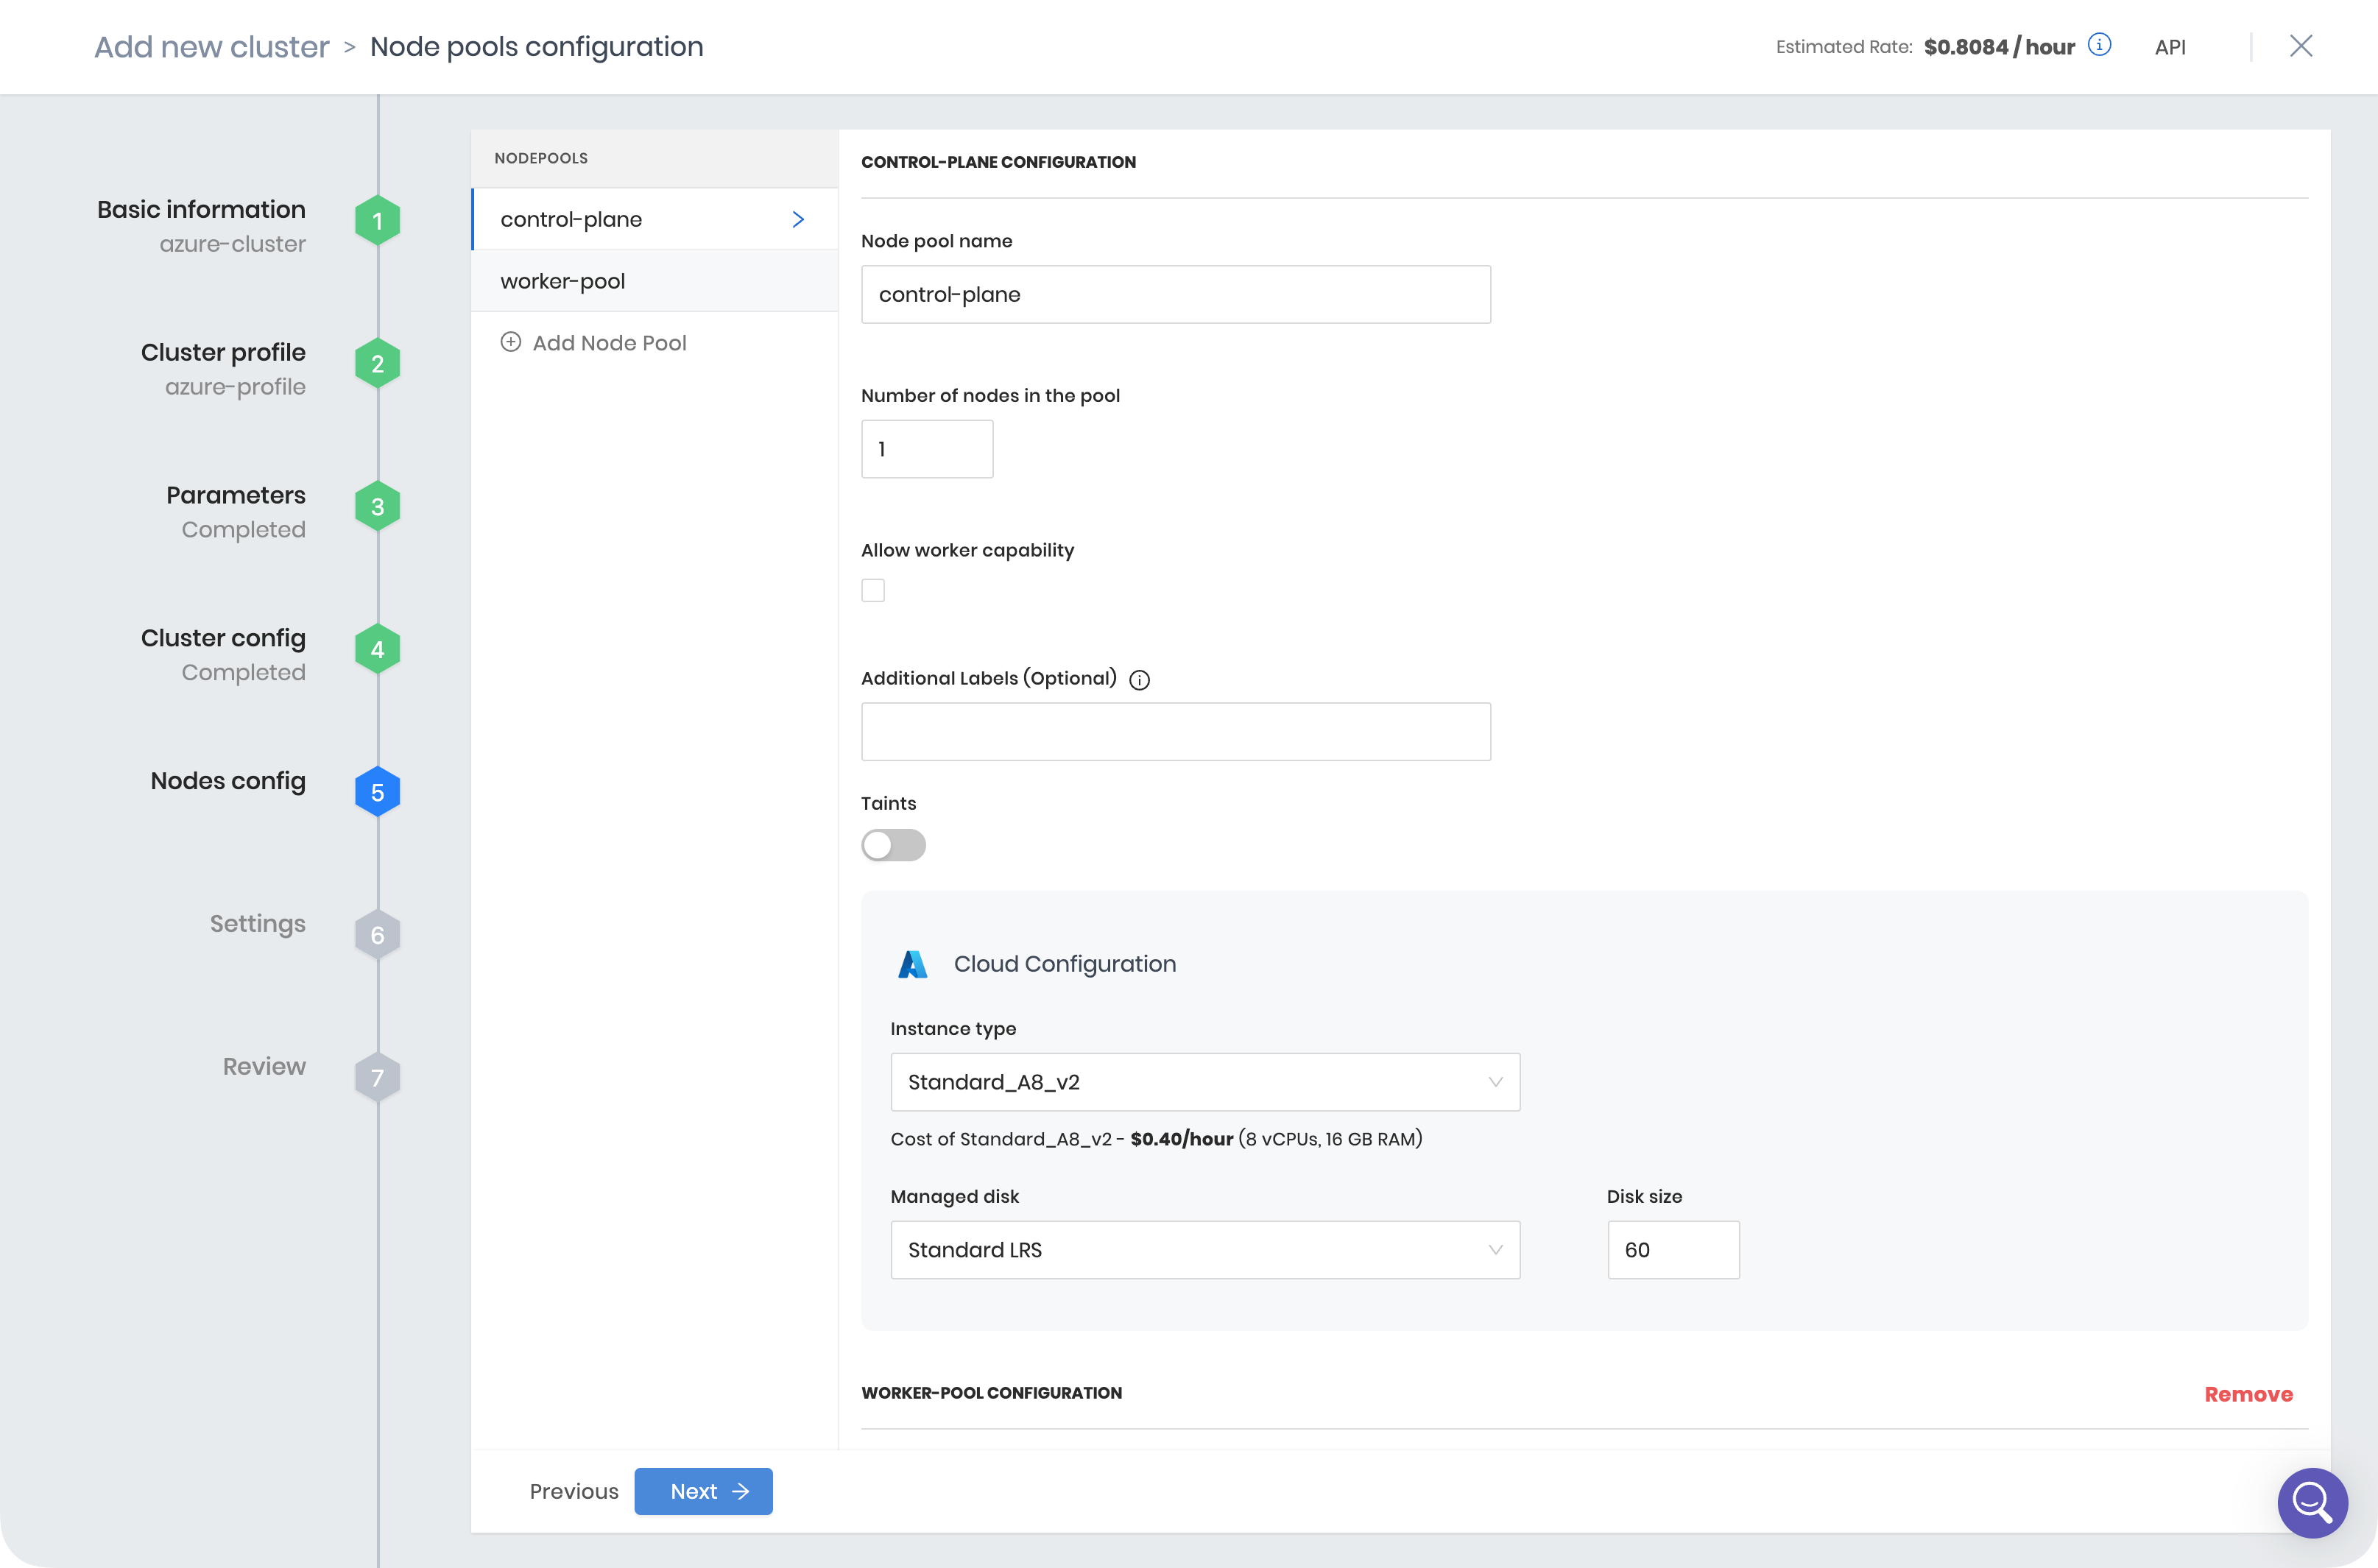 Add new cluster > Node pools configuration
Estimated Rate: $0.8084 / hour
API
Basic information
azure-cluster
1
Cluster profile
azure-profile
2
Parameters
Completed
3
Cluster config
Completed
4
Nodes config
5
Settings
6
Review
7
NODEPOOLS
control-plane
worker-pool
Add Node Pool
CONTROL-PLANE CONFIGURATION
Node pool name
control-plane
Number of nodes in the pool
1
Allow worker capability
Additional Labels (Optional)
Taints
Cloud Configuration
Instance type
Standard_A8_v2
Cost of Standard_A8_v2 - $0.40/hour (8 vCPUs, 16 GB RAM)
Managed disk
Disk size
Standard LRS
60
WORKER-POOL CONFIGURATION
Remove
Previous
Next